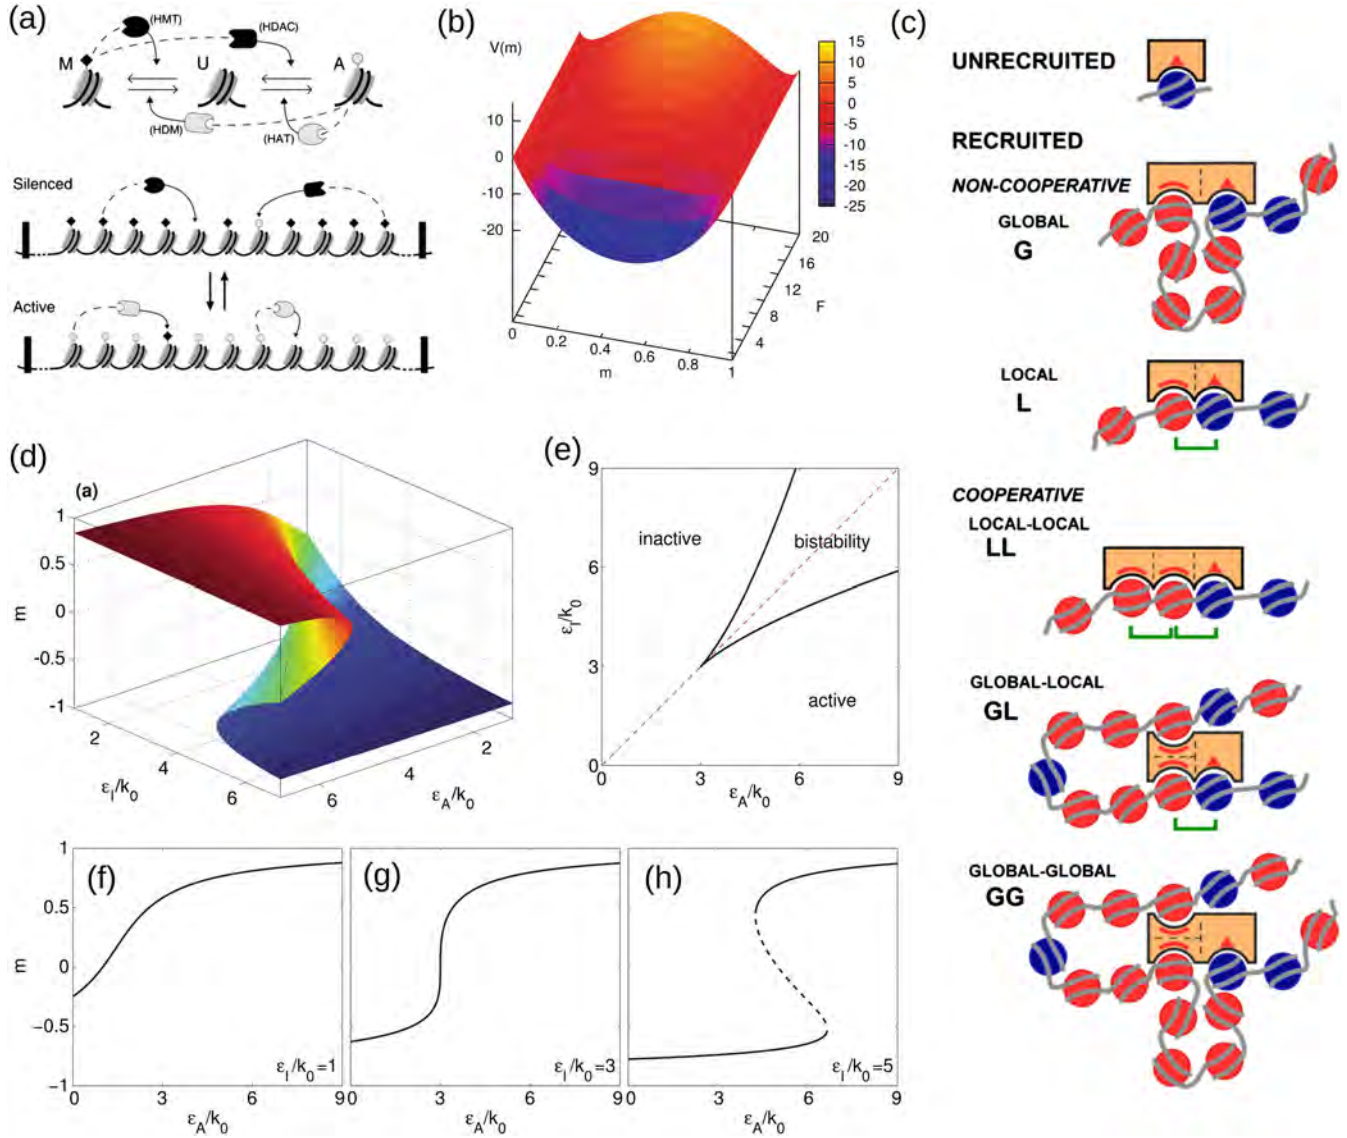 (a)
(HMT)
(HDAC)
M U A
(HDM)
(HAT)
Silenced
Active
(b)
V(m)
10
0
-10
-20
0 0.2 0.4 0.6 0.8 1
m
4
8
12
16
20
F
15
10
5
0
-5
-10
-15
-20
-25
(c)
UNRECRUITED
RECRUITED
NON-COOPERATIVE
GLOBAL
G
LOCAL
L
COOPERATIVE
LOCAL-LOCAL
LL
GLOBAL-LOCAL
GL
GLOBAL-GLOBAL
GG
(d)
(a)
1
0.5
0
-0.5
-1
m
2
4
6
ε_I/k_0
6
4
2
ε_A/k_0
(e)
9
6
3
0
ε_I/k_0
inactive
bistability
active
0 3 6 9
ε_A/k_0
(f)
1
0.5
0
−0.5
−1
m
ε_I/k_0=1
0 3 6 9
ε_A/k_0
(g)
ε_I/k_0=3
0 3 6 9
ε_A/k_0
(h)
ε_I/k_0=5
0 3 6 9
ε_A/k_0